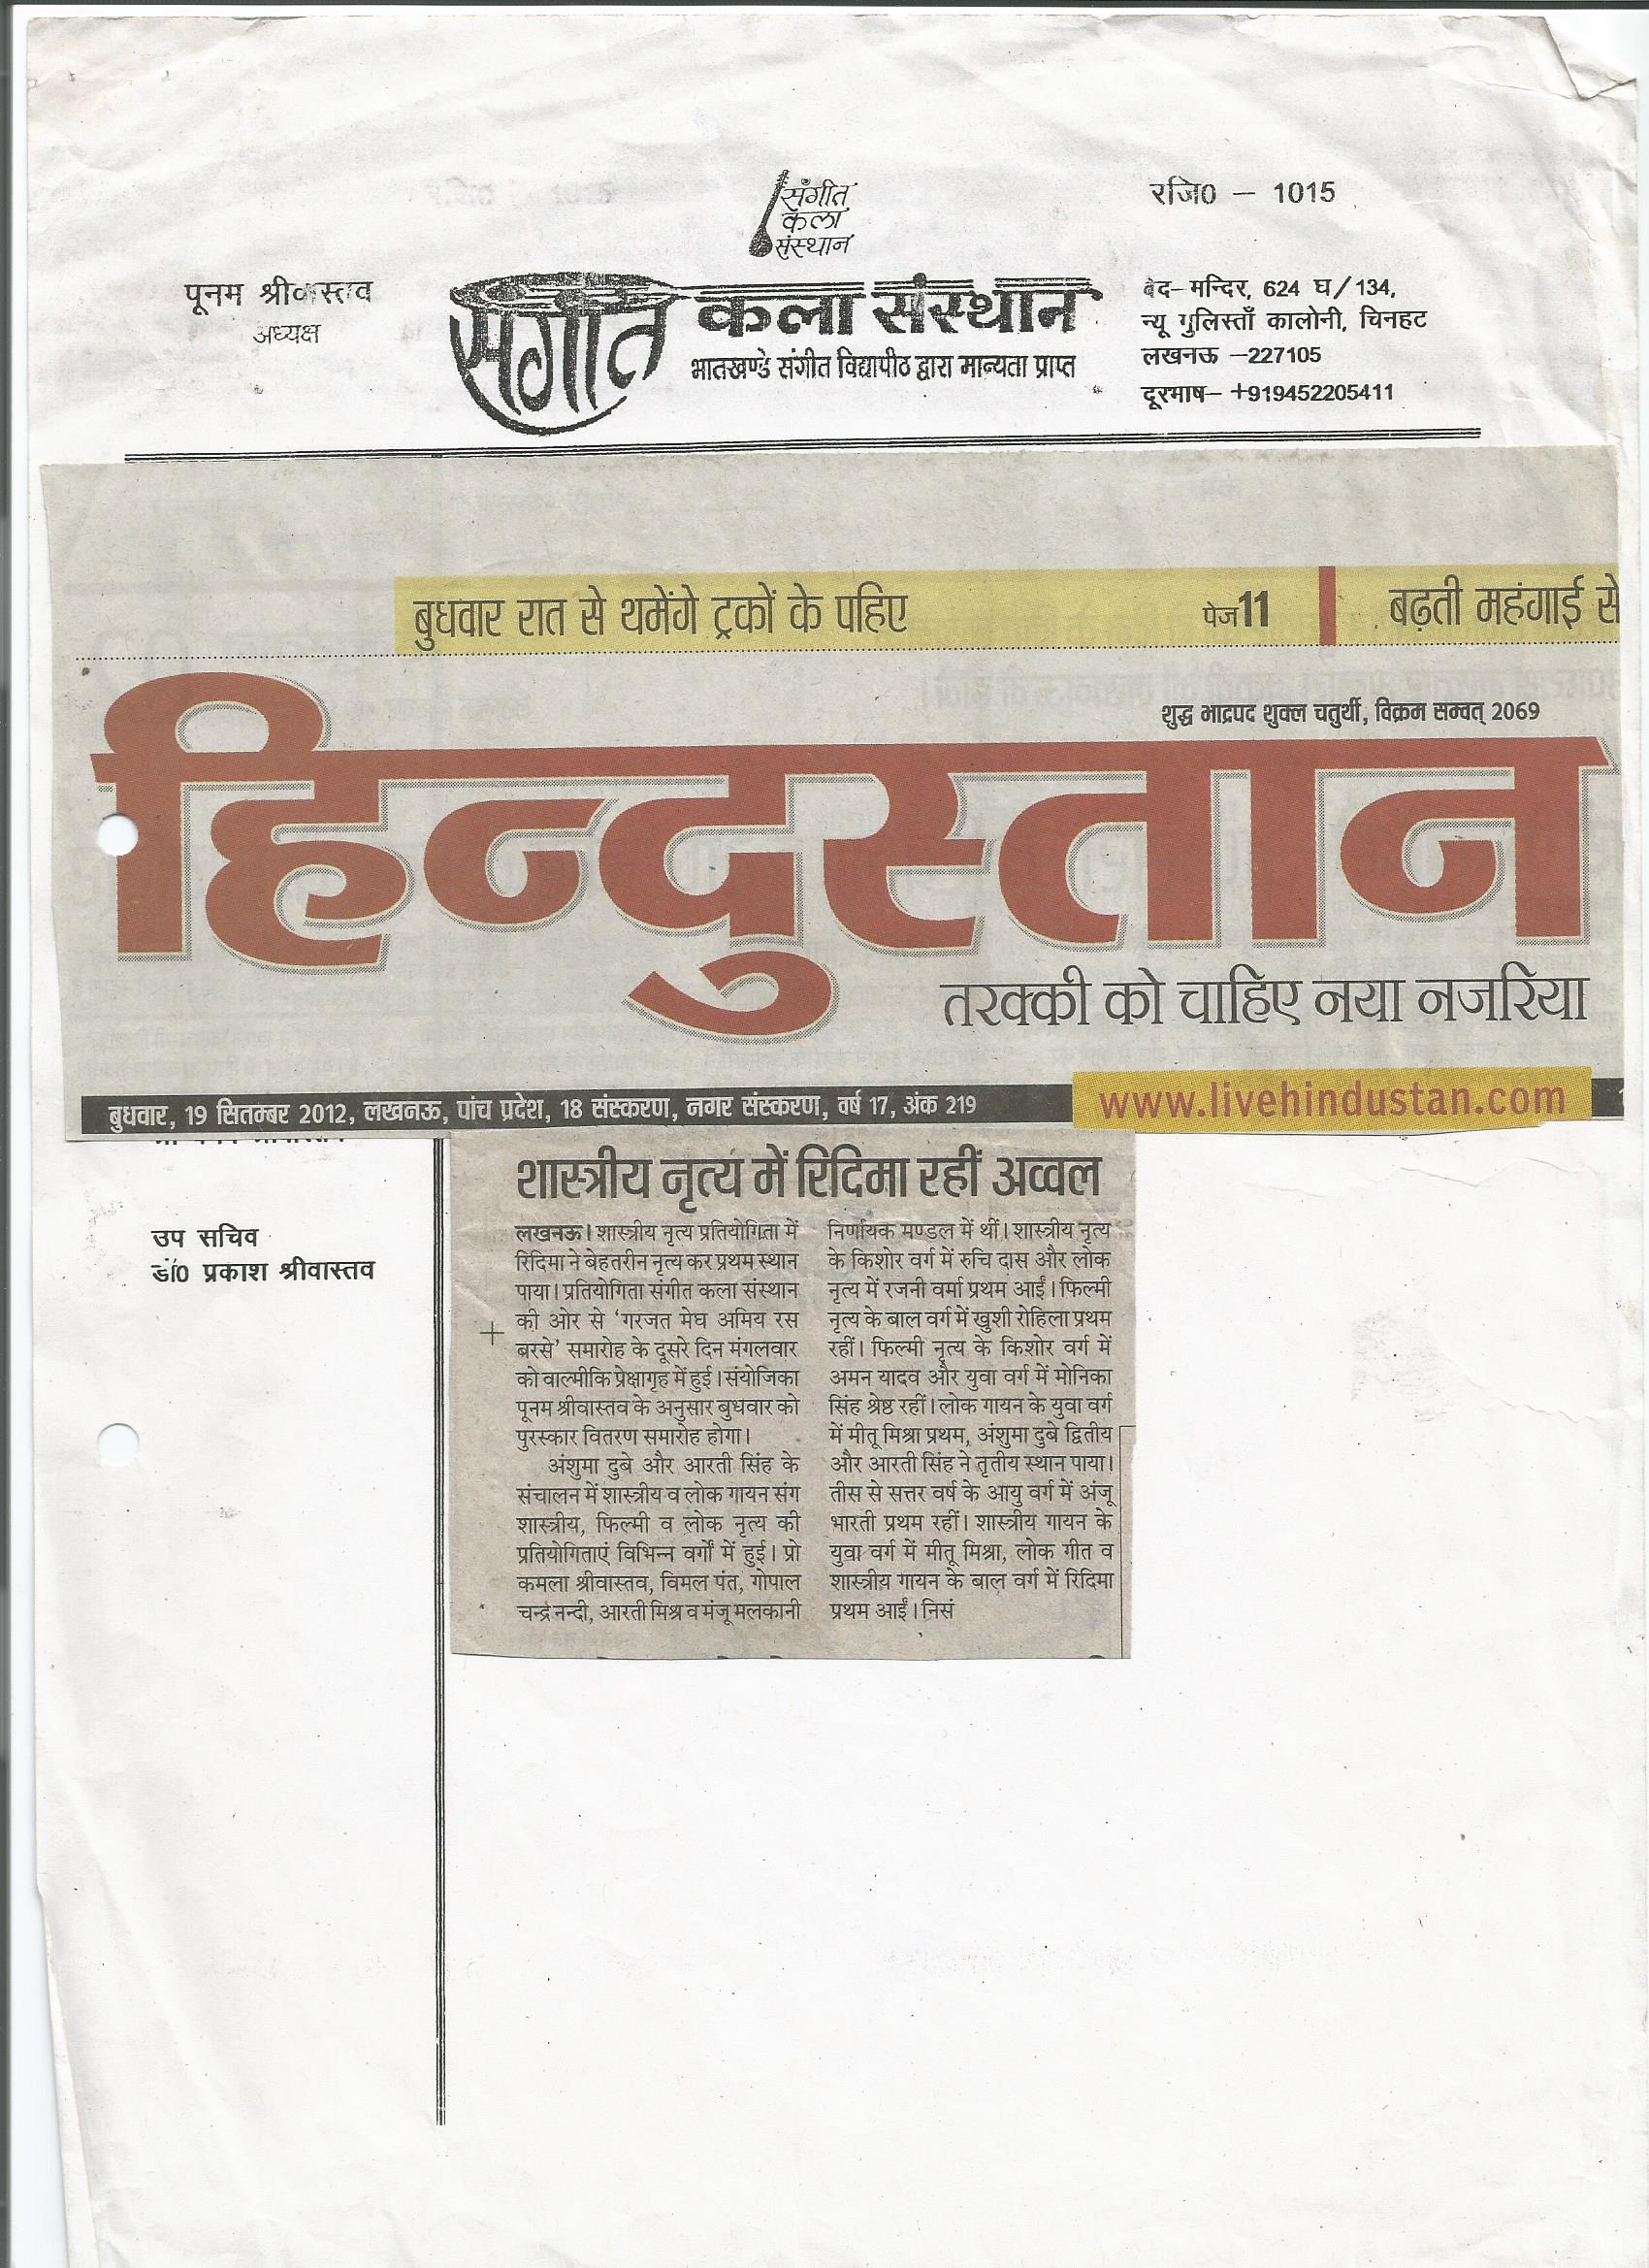 संगीत
कला
संस्थान
रजि0 – 1015
पूनम श्रीवास्तव
अध्यक्ष
संगीत कला संस्थान
भातखण्डे संगीत विद्यापीठ द्वारा मान्यता प्राप्त
वेद– मन्दिर, 624 घ/134,
न्यू गुलिस्ताँ कालोनी, चिनहट
लखनऊ –227105
दूरभाष– +919452205411
बुधवार रात से थमेंगे ट्रकों के पहिए पेज11 बढ़ती महंगाई से
शुद्ध भाद्रपद शुक्ल चतुर्थी, विक्रम सम्वत् 2069
हिन्दुस्तान
तरक्की को चाहिए नया नजरिया
बुधवार, 19 सितम्बर 2012, लखनऊ, पांच प्रदेश, 18 संस्करण, नगर संस्करण, वर्ष 17, अंक 219
www.livehindustan.com
उप सचिव
डॉ0 प्रकाश श्रीवास्तव
शास्त्रीय नृत्य में रिदिमा रहीं अव्वल
लखनऊ। शास्त्रीय नृत्य प्रतियोगिता में
रिदिमा ने बेहतरीन नृत्य कर प्रथम स्थान
पाया। प्रतियोगिता संगीत कला संस्थान
की ओर से ‘गरजत मेघ अमिय रस
बरसे’ समारोह के दूसरे दिन मंगलवार
को वाल्मीकि प्रेक्षागृह में हुई। संयोजिका
पूनम श्रीवास्तव के अनुसार बुधवार को
पुरस्कार वितरण समारोह होगा।
अंशुमा दुबे और आरती सिंह के
संचालन में शास्त्रीय व लोक गायन संग
शास्त्रीय, फिल्मी व लोक नृत्य की
प्रतियोगिताएं विभिन्न वर्गों में हुई। प्रो
कमला श्रीवास्तव, विमल पंत, गोपाल
चन्द्र नन्दी, आरती मिश्र व मंजू मलकानी
निर्णायक मण्डल में थीं। शास्त्रीय नृत्य
के किशोर वर्ग में रुचि दास और लोक
नृत्य में रजनी वर्मा प्रथम आईं। फिल्मी
नृत्य के बाल वर्ग में खुशी रोहिला प्रथम
रहीं। फिल्मी नृत्य के किशोर वर्ग में
अमन यादव और युवा वर्ग में मोनिका
सिंह श्रेष्ठ रहीं। लोक गायन के युवा वर्ग
में मीतू मिश्रा प्रथम, अंशुमा दुबे द्वितीय
और आरती सिंह ने तृतीय स्थान पाया।
तीस से सत्तर वर्ष के आयु वर्ग में अंजू
भारती प्रथम रहीं। शास्त्रीय गायन के
युवा वर्ग में मीतू मिश्रा, लोक गीत व
शास्त्रीय गायन के बाल वर्ग में रिदिमा
प्रथम आईं। निसं